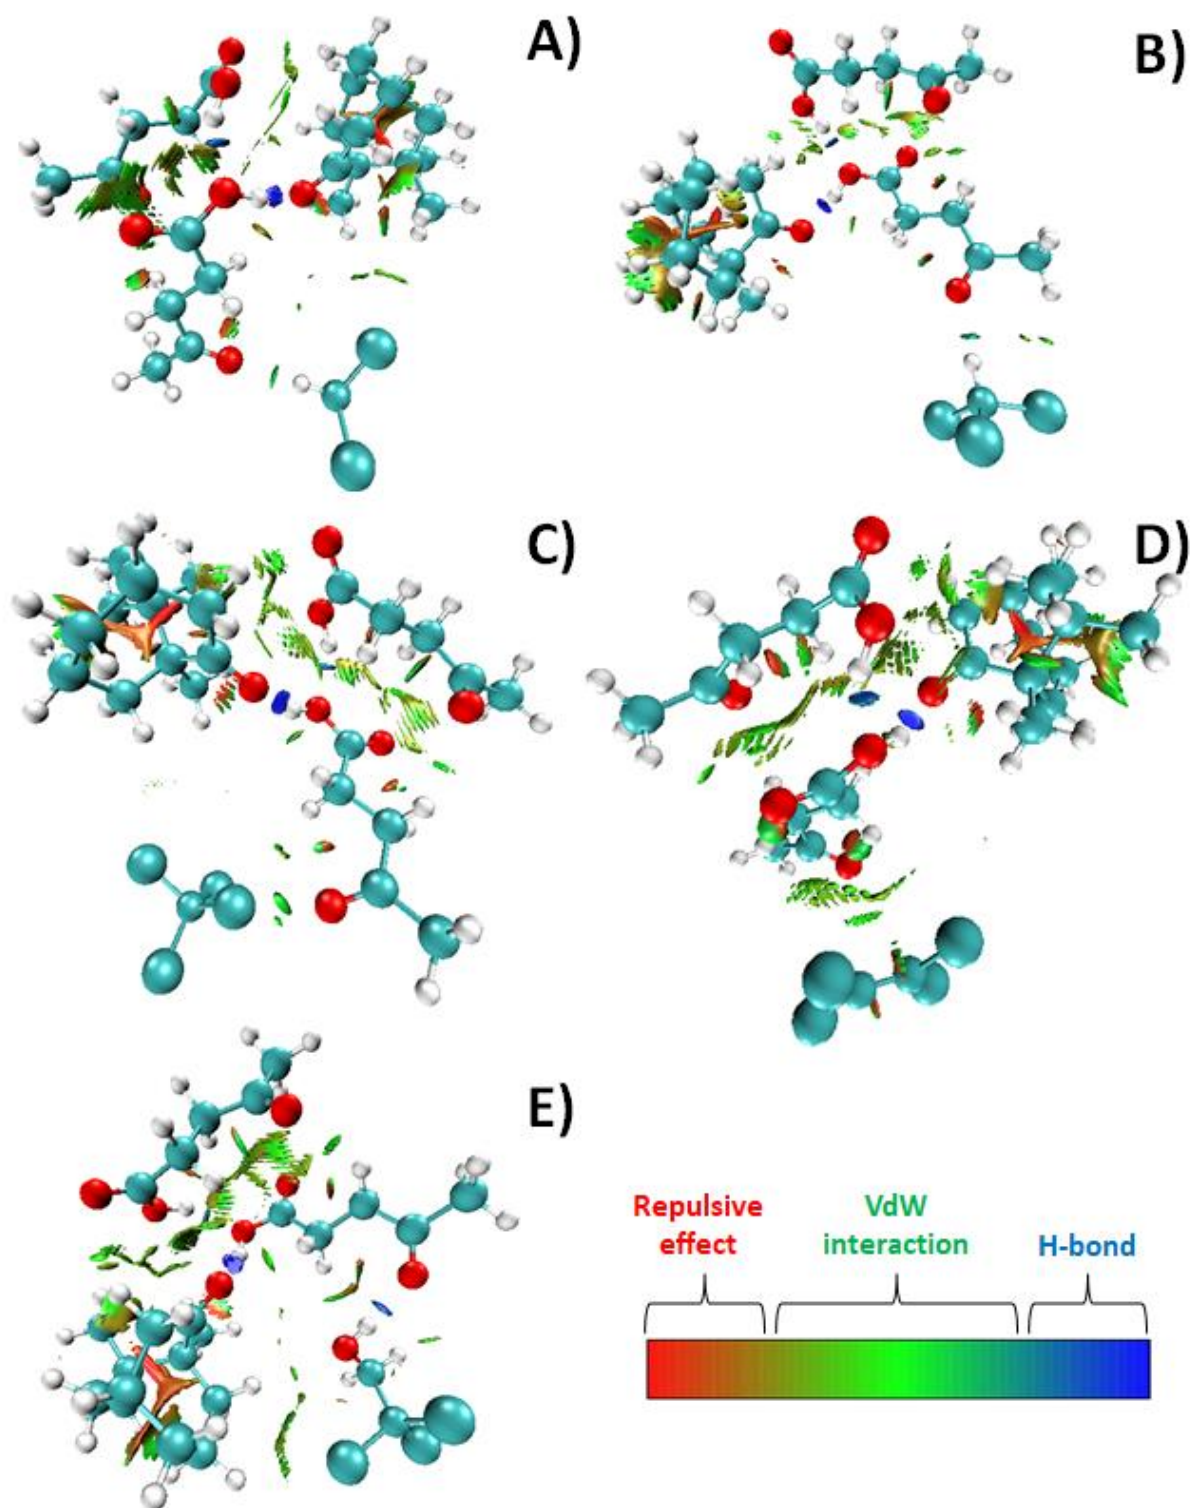 A)
B)
C)
D)
E)
Repulsive
effect
VdW
interaction
H-bond